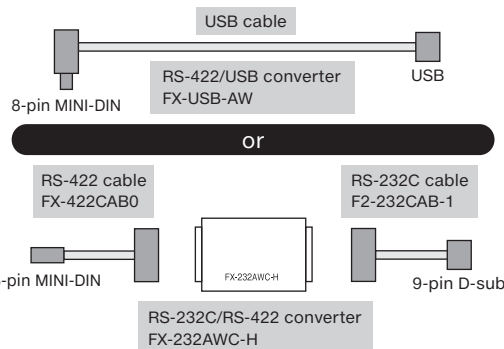 USB cable
RS-422/USB converter
FX-USB-AW
USB
8-pin MINI-DIN
or
RS-422 cable
FX-422CAB0
RS-232C cable
F2-232CAB-1
FX-232AWC-H
-pin MINI-DIN
9-pin D-sub
RS-232C/RS-422 converter
FX-232AWC-H